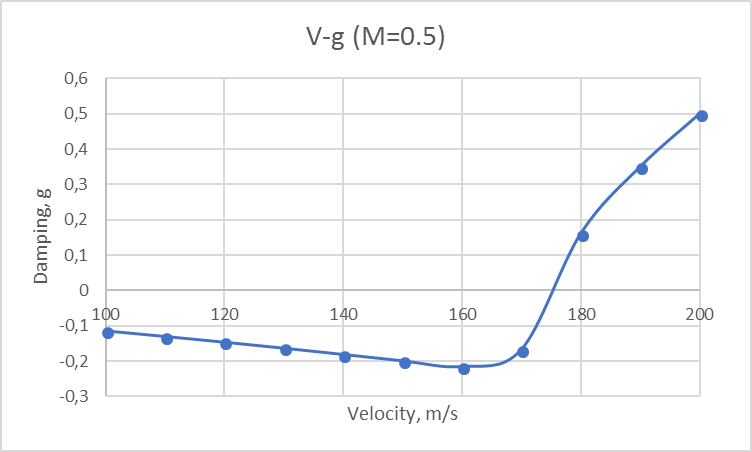 V-g (M=0.5)
0,6
0,5
0,4
0,3
0,2
0,1
0
-0,1
-0,2
-0,3
Damping, g
100 120 140 160 180 200
Velocity, m/s